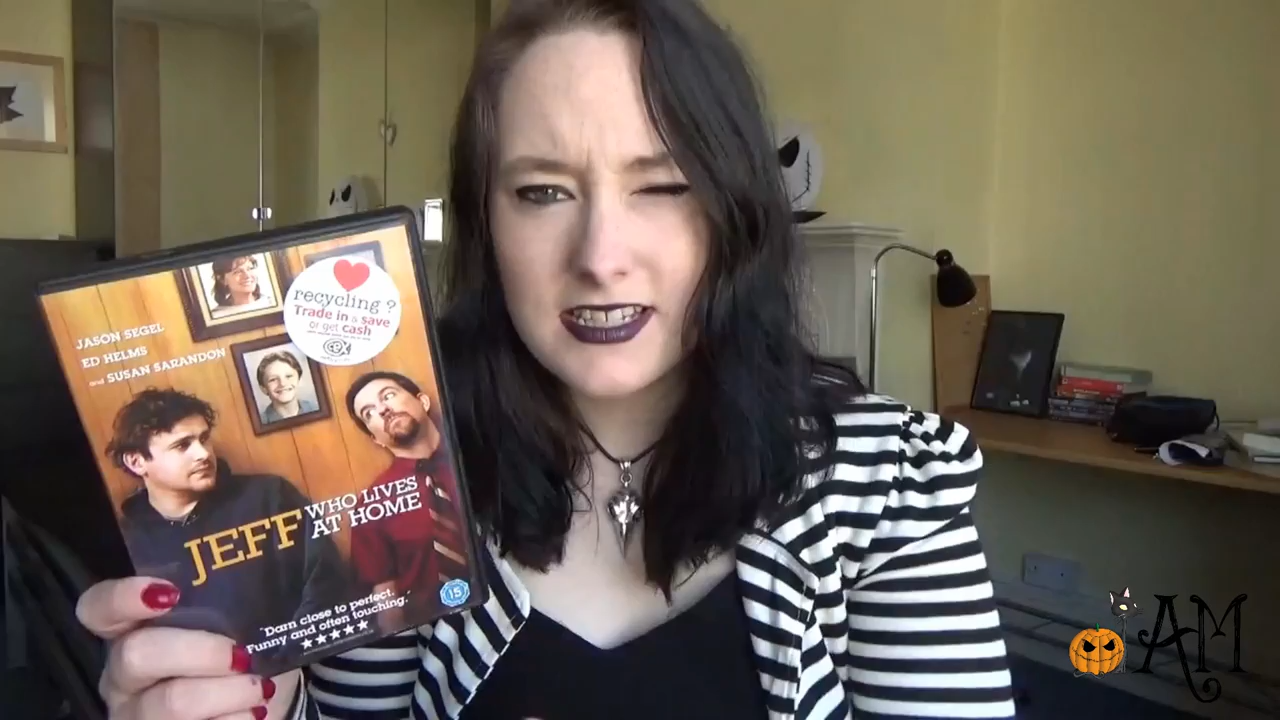 JASON SEGEL
ED HELMS
and SUSAN SARANDON
recycling ?
Trade in & save
or get cash
cex
JEFF WHO LIVES
AT HOME
15
"Darn close to perfect.
Funny and often touching."
★★★★★
AM